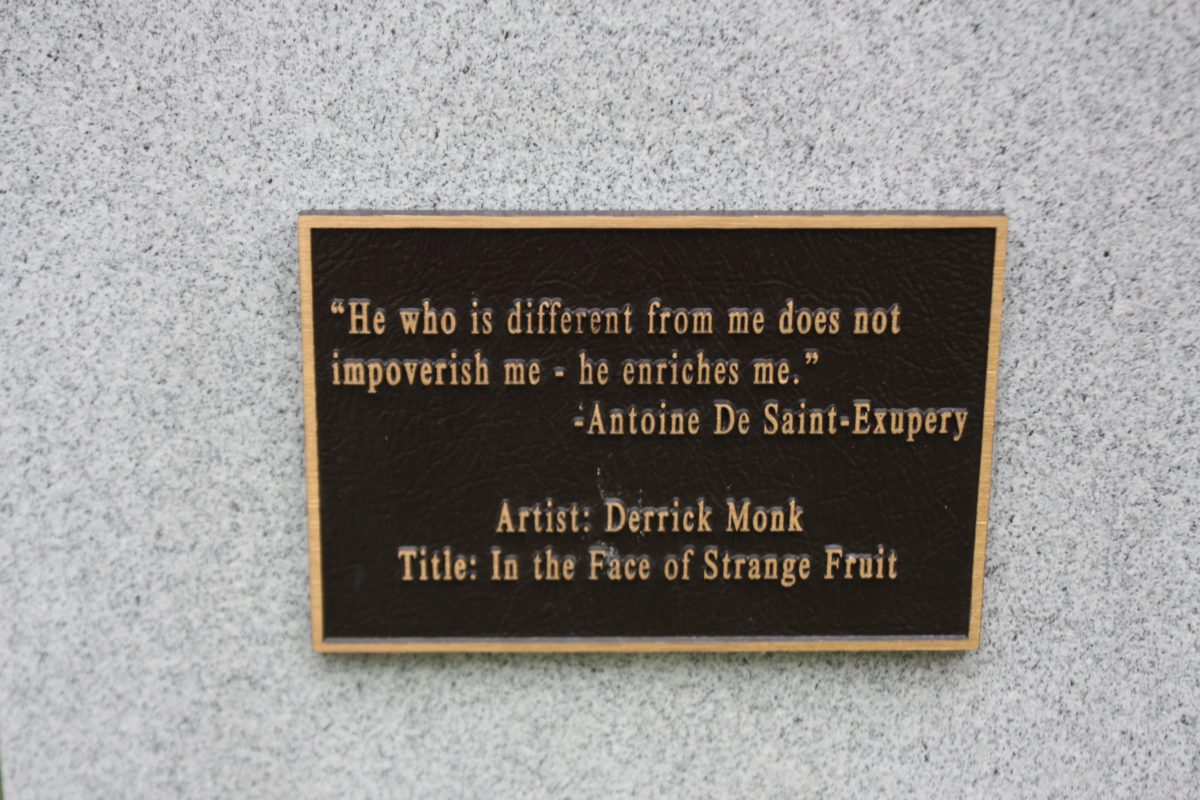 “He who is different from me does not
impoverish me - he enriches me.”
-Antoine De Saint-Exupery
Artist: Derrick Monk
Title: In the Face of Strange Fruit